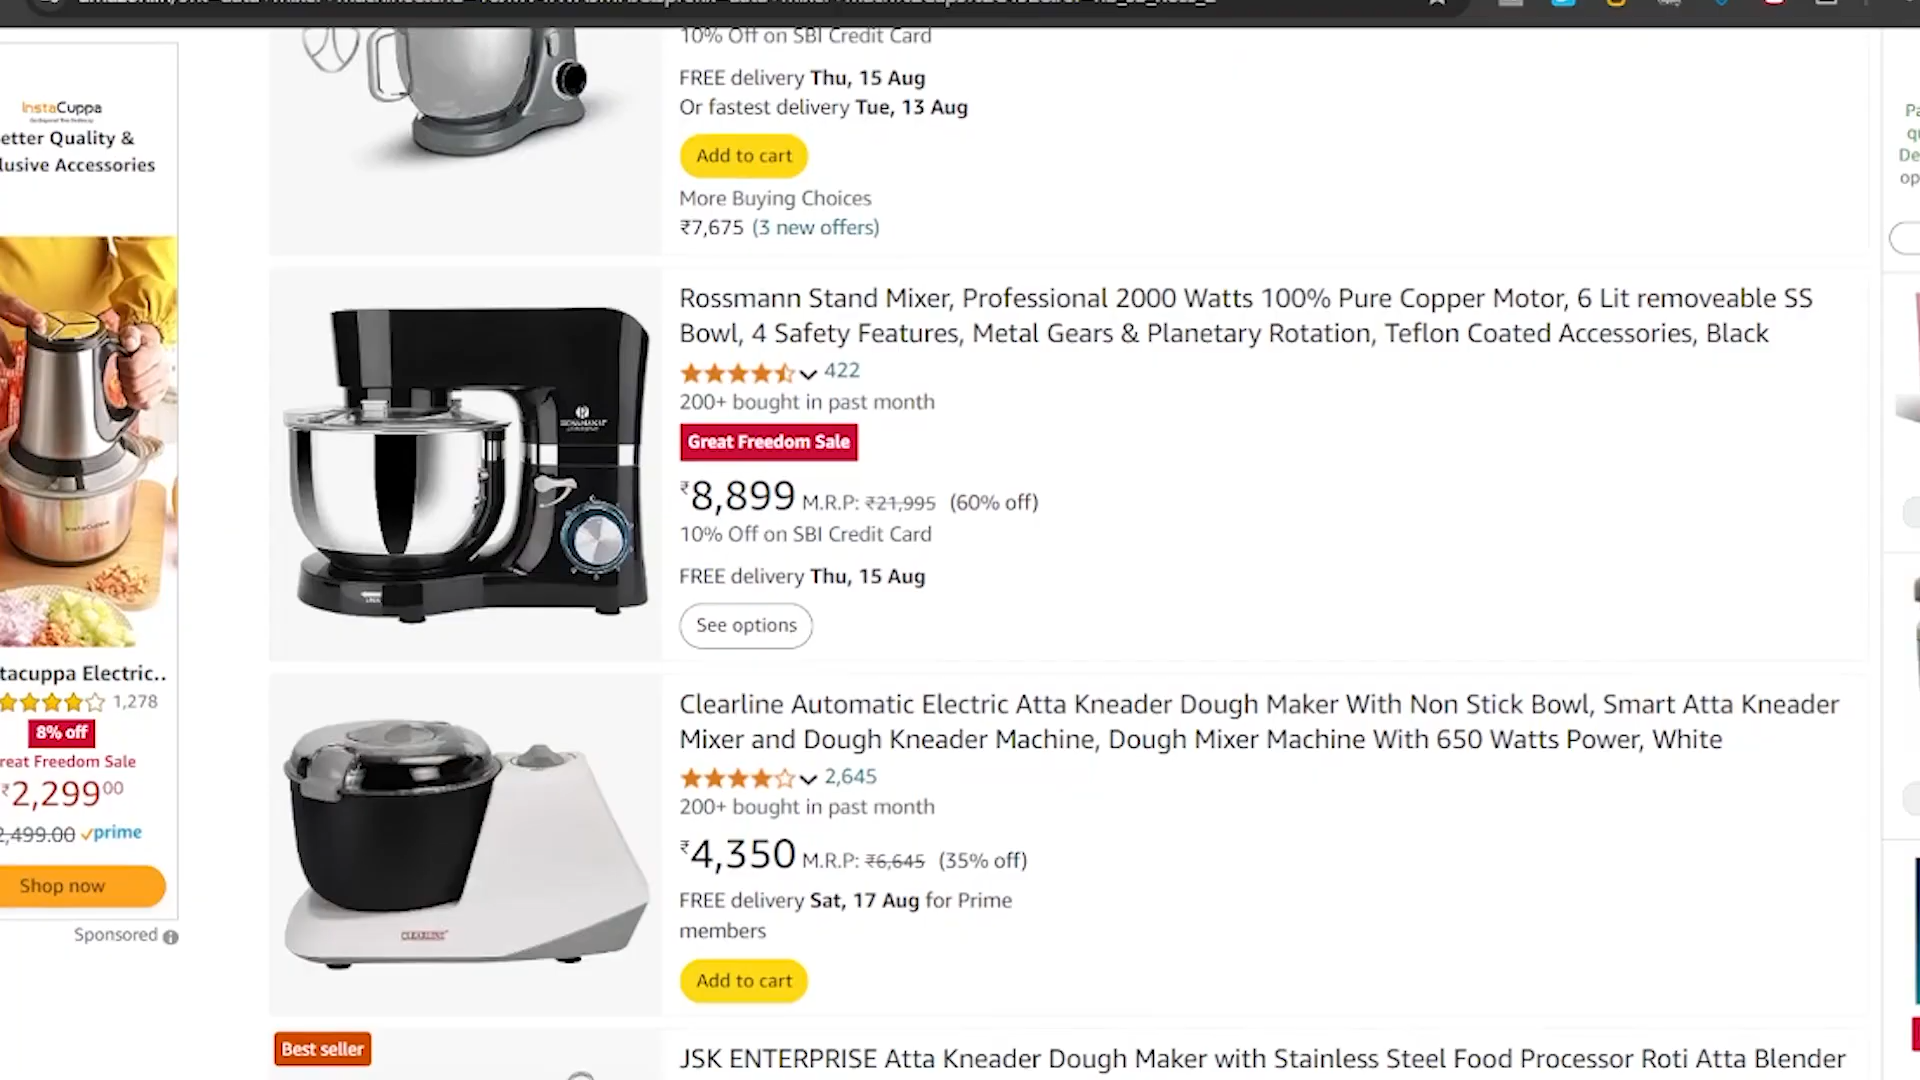 InstaCuppa
etter Quality &
lusive Accessories
tacuppa Electric..
1,278
8% off
reat Freedom Sale
₹2,29900
2,499.00 prime
Shop now
Sponsored
10% Off on SBI Credit Card
FREE delivery Thu, 15 Aug
Or fastest delivery Tue, 13 Aug
Add to cart
More Buying Choices
₹7,675 (3 new offers)
Rossmann Stand Mixer, Professional 2000 Watts 100% Pure Copper Motor, 6 Lit removeable SS
Bowl, 4 Safety Features, Metal Gears & Planetary Rotation, Teflon Coated Accessories, Black
422
200+ bought in past month
Great Freedom Sale
₹8,899 M.R.P: ₹21,995 (60% off)
10% Off on SBI Credit Card
FREE delivery Thu, 15 Aug
See options
CLEARLINE
Clearline Automatic Electric Atta Kneader Dough Maker With Non Stick Bowl, Smart Atta Kneader
Mixer and Dough Kneader Machine, Dough Mixer Machine With 650 Watts Power, White
2,645
200+ bought in past month
₹4,350 M.R.P: ₹6,645 (35% off)
FREE delivery Sat, 17 Aug for Prime
members
Add to cart
Best seller
JSK ENTERPRISE Atta Kneader Dough Maker with Stainless Steel Food Processor Roti Atta Blender
Pa
qu
De
op